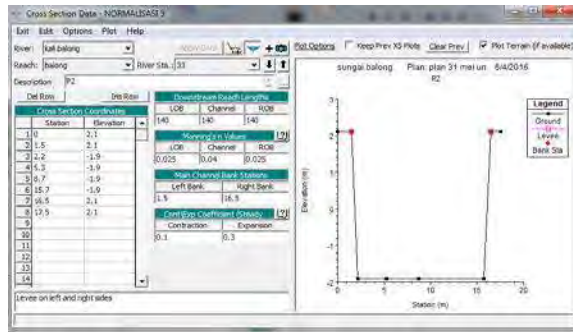 Cross Section Data - NORMALISASI 9
Exit Edit Options Plot Help
River: kali balong
Reach: balong River Sta.: 33
Description P2
Del Row Ins Row
Cross Section Coordinates
Station Elevation
1 0 2.1
2 1.5 2.1
3 2.2 -1.9
4 5.3 -1.9
5 8.7 -1.9
6 15.7 -1.9
7 16.5 2.1
8 17.5 2.1
9
10
11
12
13
14
Downstream Reach Lengths
LOB Channel ROB
140 140 140
Manning's n Values [?]
LOB Channel ROB
0.025 0.04 0.025
Main Channel Bank Stations
Left Bank Right Bank
1.5 16.5
Cont\Exp Coefficient (Steady [?]
Contraction Expansion
0.1 0.3
Levee on left and right sides
Plot Options Keep Prev XS Plots Clear Prev Plot Terrain (if available)
sungai balong Plan: plan 31 mei un 6/4/2016
P2
Legend
Ground
Levee
Bank Sta
Elevation (m)
3
2
1
0
-1
-2
0 5 10 15 20
Station (m)